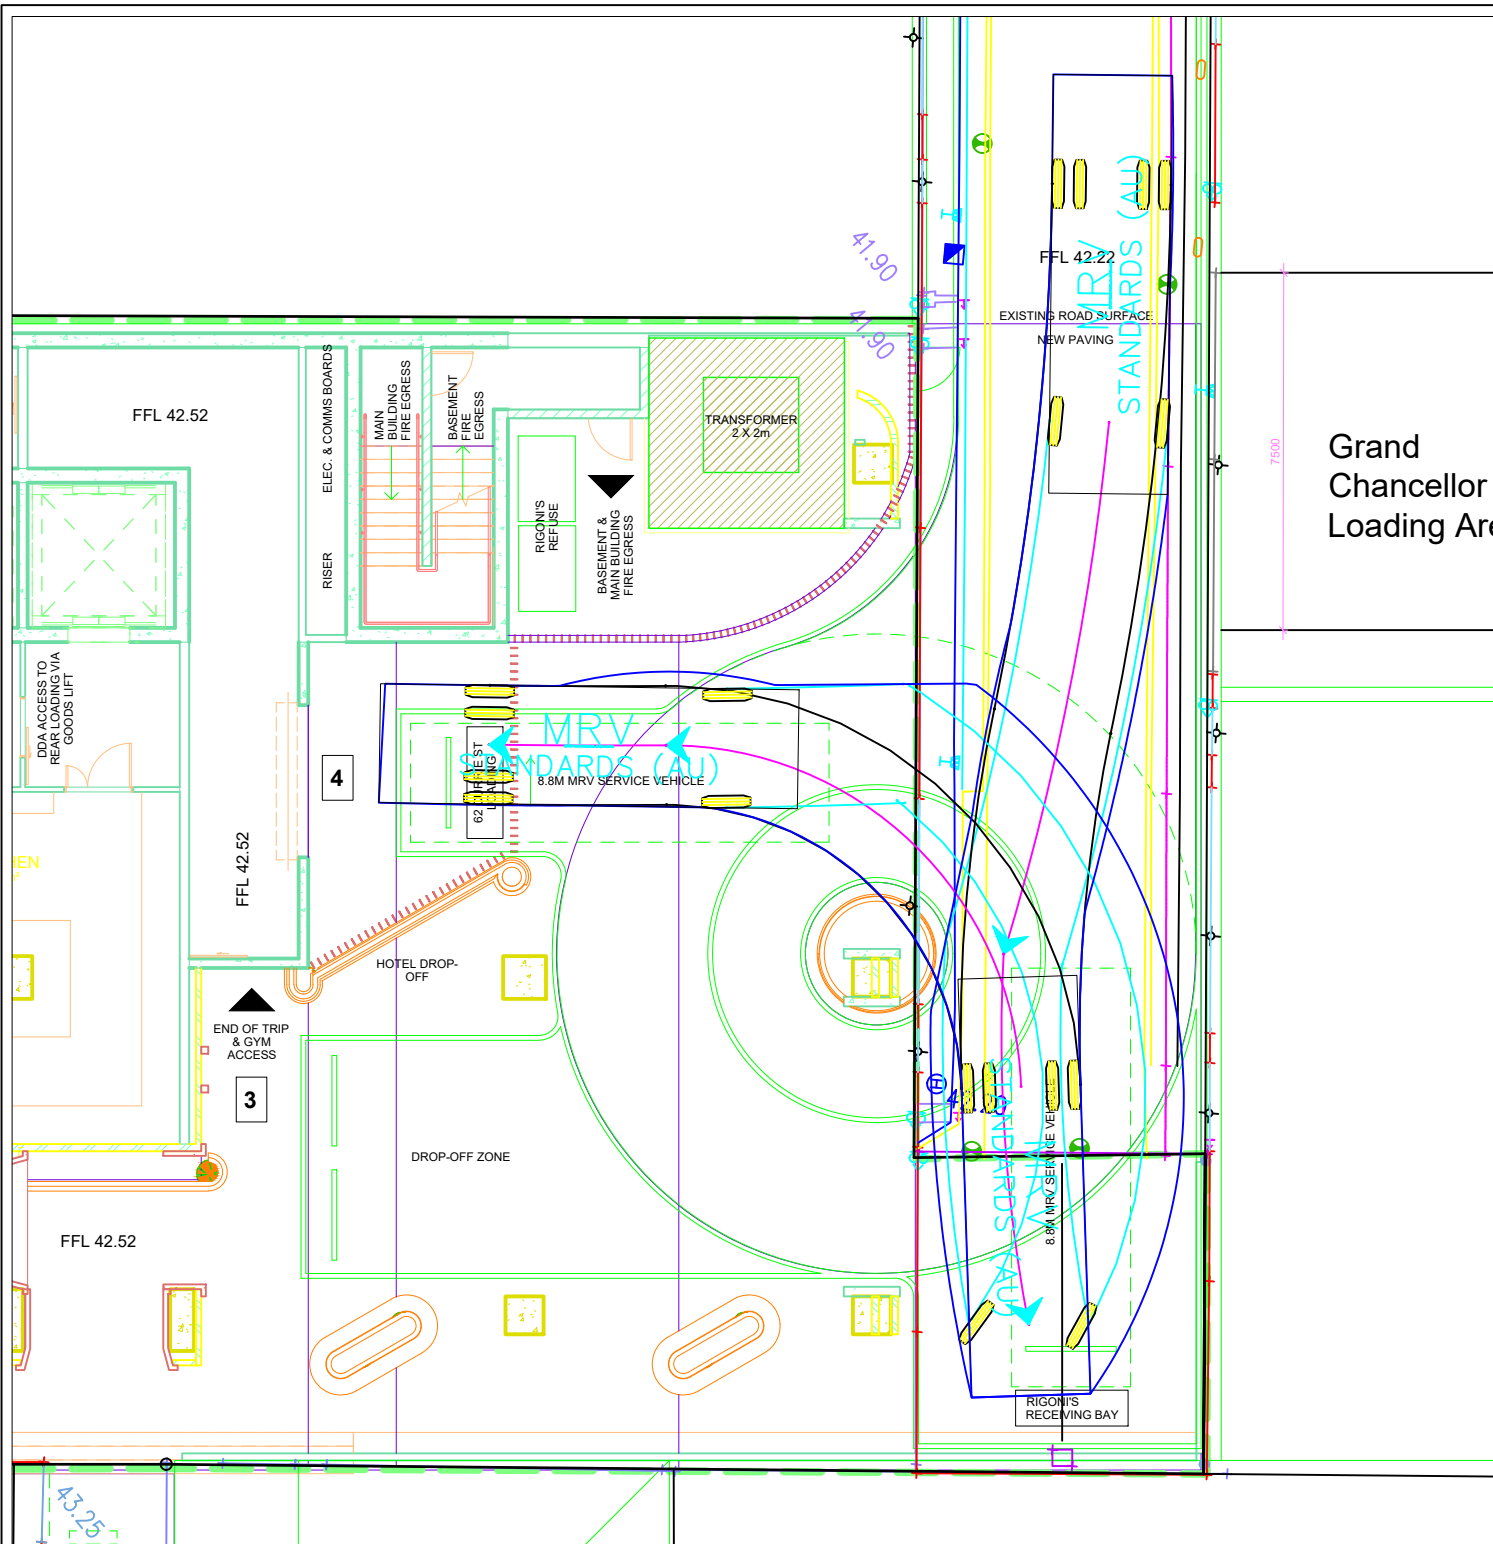 MRV
STANDARDS (AU)
FFL 42.22
EXISTING ROAD SURFACE
NEW PAVING
41.90
41.90
7500
Grand
Chancellor
Loading Are
FFL 42.52
ELEC. & COMMS BOARDS
RISER
MAIN
BUILDING
FIRE EGRESS
BASEMENT
FIRE
EGRESS
TRANSFORMER
2 X 2m
RIGONI'S
REFUSE
BASEMENT &
MAIN BUILDING
FIRE EGRESS
DDA ACCESS TO
REAR LOADING VIA
GOODS LIFT
4
MRV
STANDARDS (AU)
8.8M MRV SERVICE VEHICLE
LOADING
FFL 42.52
HOTEL DROP-
OFF
END OF TRIP
& GYM
ACCESS
3
DROP-OFF ZONE
FFL 42.52
H
MRV
STANDARDS (AU)
8.8M MRV SERVICE VEHICLE
RIGONI'S
RECEIVING BAY
43.25